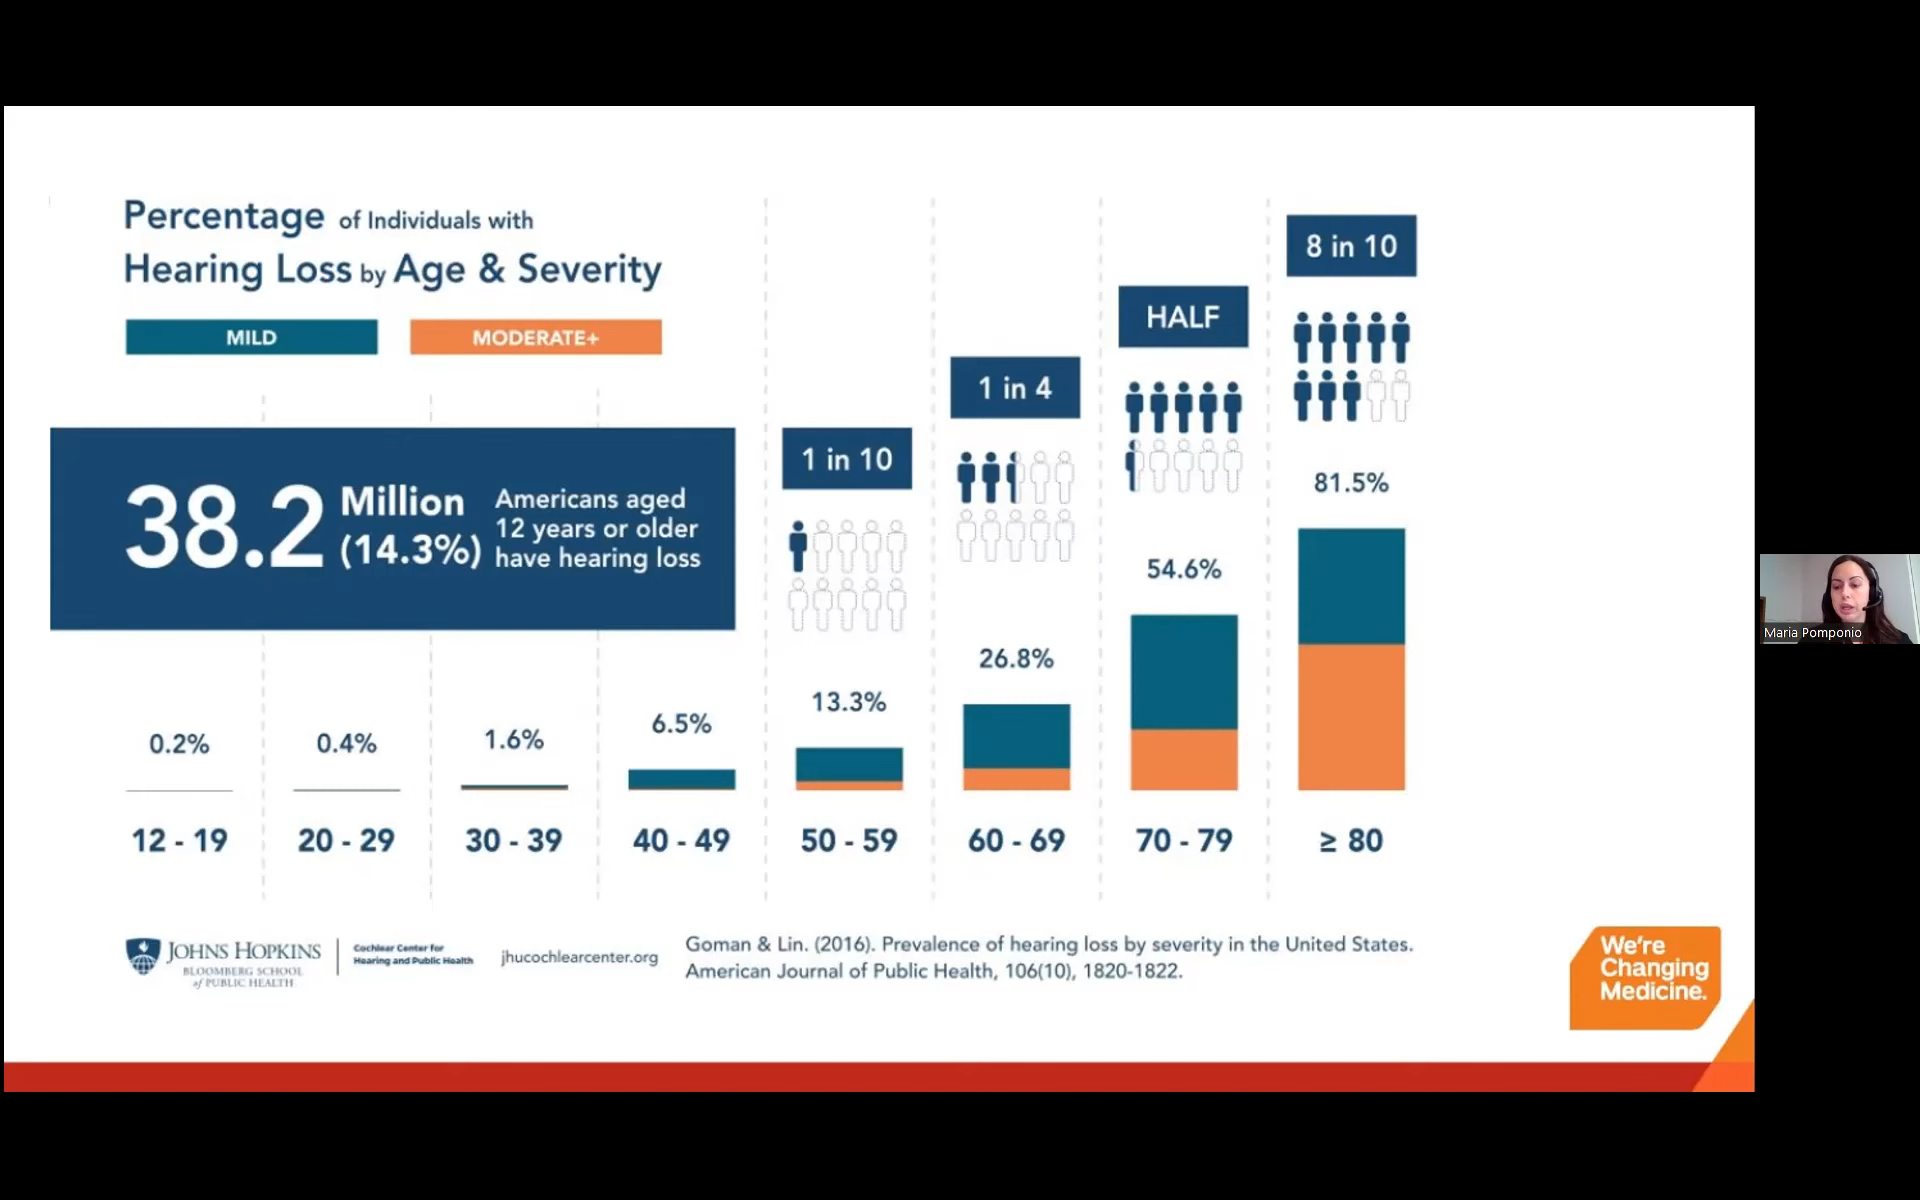 Percentage of Individuals with
Hearing Loss by Age & Severity
MILD
MODERATE+
38.2 Million (14.3%)
Americans aged
12 years or older
have hearing loss
1 in 10
1 in 4
HALF
8 in 10
0.2%
0.4%
1.6%
6.5%
13.3%
26.8%
54.6%
81.5%
12 - 19
20 - 29
30 - 39
40 - 49
50 - 59
60 - 69
70 - 79
≥ 80
JOHNS HOPKINS
BLOOMBERG SCHOOL
of PUBLIC HEALTH
Cochlear Center for
Hearing and Public Health
jhucochlearcenter.org
Goman & Lin. (2016). Prevalence of hearing loss by severity in the United States.
American Journal of Public Health, 106(10), 1820-1822.
We're
Changing
Medicine.
Maria Pomponio